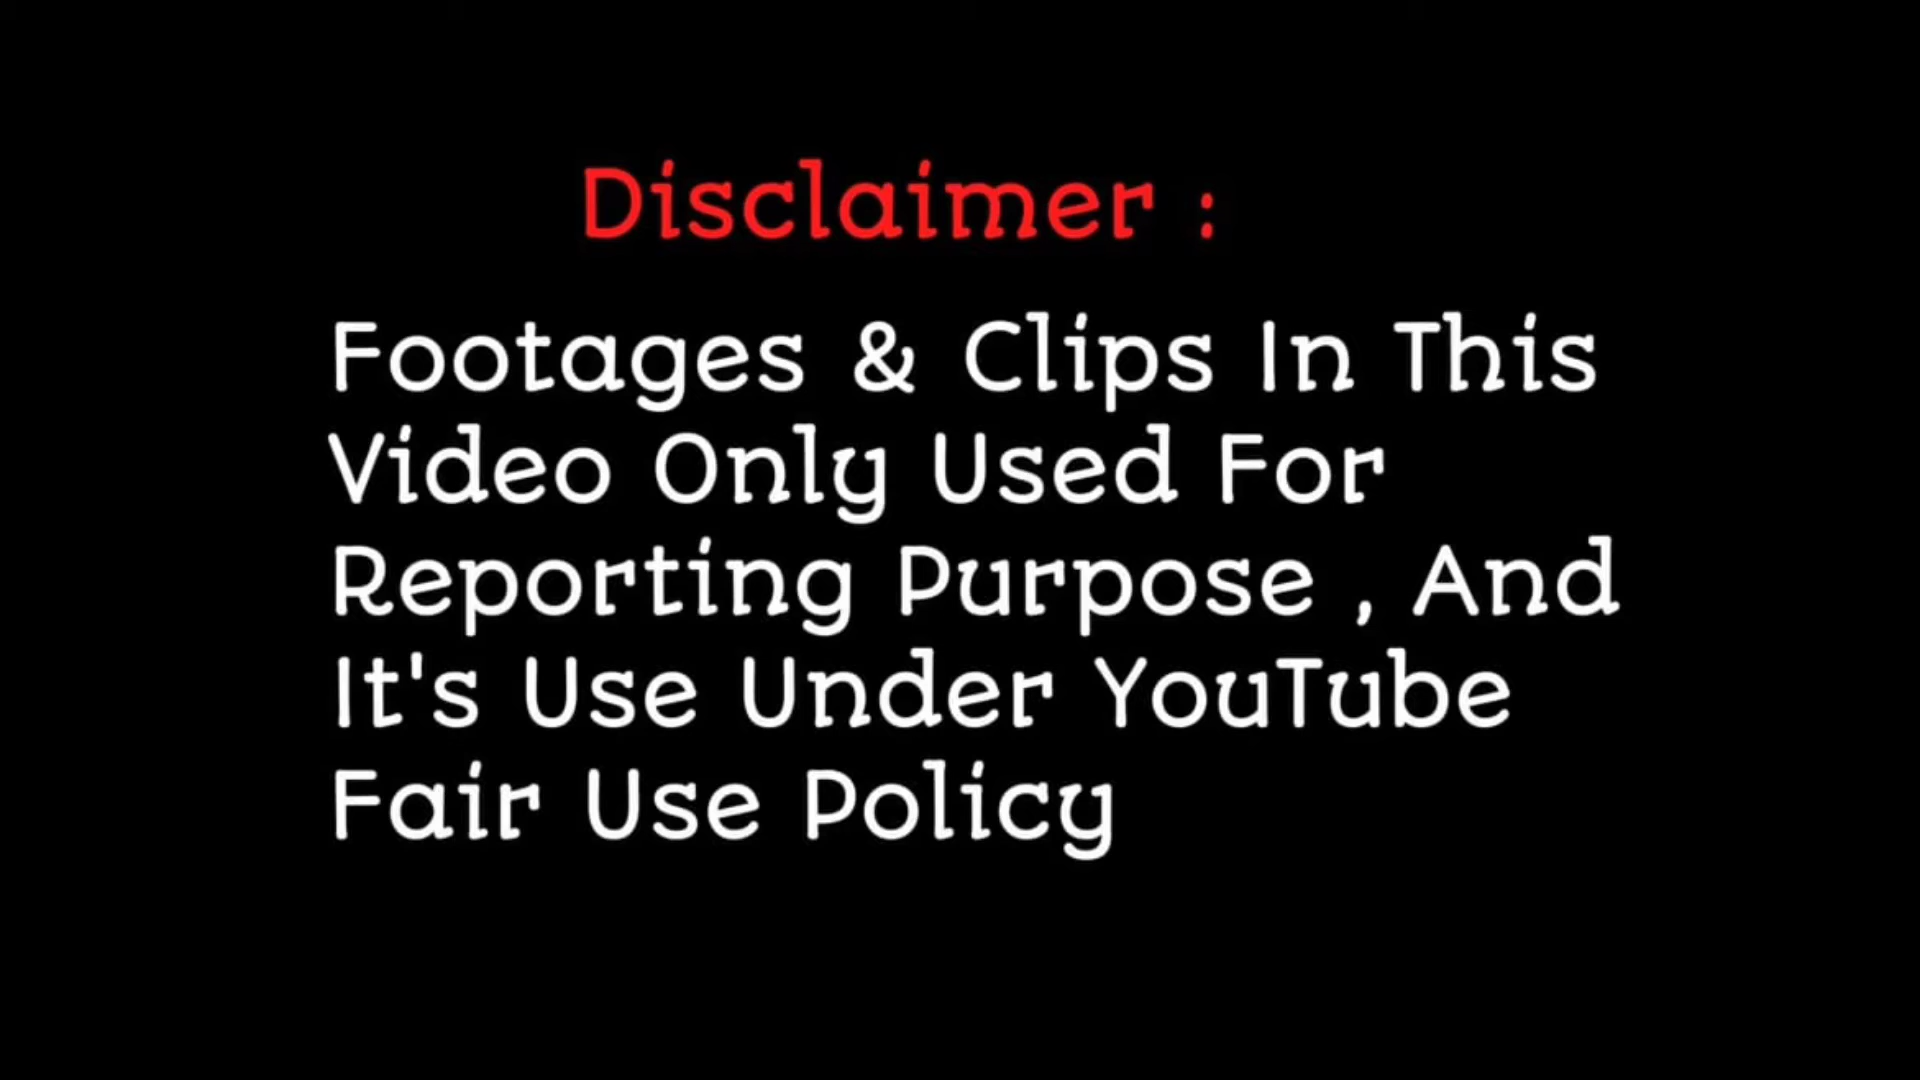 Disclaimer :
Footages & Clips In This
Video Only Used For
Reporting Purpose , And
It's Use Under YouTube
Fair Use Policy